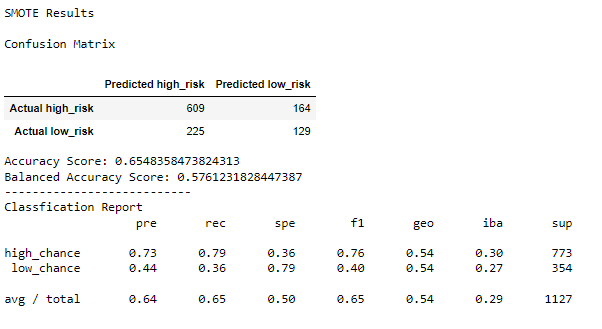 SMOTE Results
Confusion Matrix
Predicted high_risk Predicted low_risk
Actual high_risk 609 164
Actual low_risk 225 129
Accuracy Score: 0.6548358473824313
Balanced Accuracy Score: 0.5761231828447387
--------------------------
Classfication Report
pre rec spe f1 geo iba sup
high_chance 0.73 0.79 0.36 0.76 0.54 0.30 773
low_chance 0.44 0.36 0.79 0.40 0.54 0.27 354
avg / total 0.64 0.65 0.50 0.65 0.54 0.29 1127